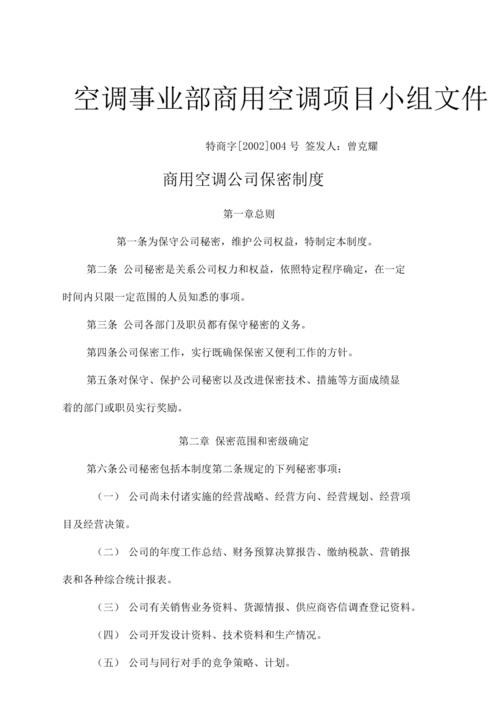 空调事业部商用空调项目小组文件
特商字[2002]004号 签发人：曾克耀
商用空调公司保密制度
第一章总则
第一条为保守公司秘密，维护公司权益，特制定本制度。
第二条 公司秘密是关系公司权力和权益，依照特定程序确定，在一定
时间内只限一定范围的人员知悉的事项。
第三条 公司各部门及职员都有保守秘密的义务。
第四条公司保密工作，实行既确保保密又便利工作的方针。
第五条对保守、保护公司秘密以及改进保密技术、措施等方面成绩显
着的部门或职员实行奖励。
第二章 保密范围和密级确定
第六条公司秘密包括本制度第二条规定的下列秘密事项：
（一） 公司尚未付诸实施的经营战略、经营方向、经营规划、经营项
目及经营决策。
（二） 公司的年度工作总结、财务预算决算报告、缴纳税款、营销报
表和各种综合统计报表。
（三） 公司有关销售业务资料、货源情报、供应商咨信调查登记资料。
（四） 公司开发设计资料、技术资料和生产情况。
（五） 公司与同行对手的竞争策略、计划。